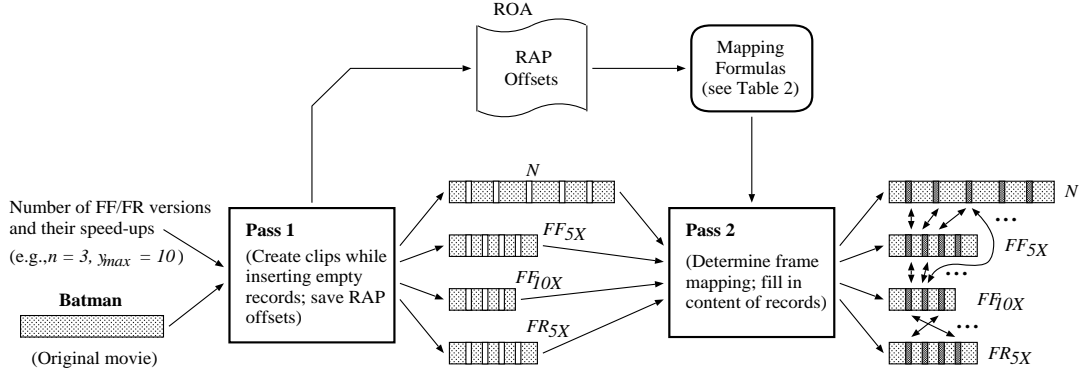 ROA
RAP
Offsets
Mapping
Formulas
(see Table 2)
Number of FF/FR versions
and their speed-ups
(e.g., n = 3, ymax = 10)
Batman
(Original movie)
Pass 1
(Create clips while
inserting empty
records; save RAP
offsets)
N
FF5X
FF10X
FR5X
Pass 2
(Determine frame
mapping; fill in
content of records)
N
...
FF5X
...
FF10X
...
FR5X